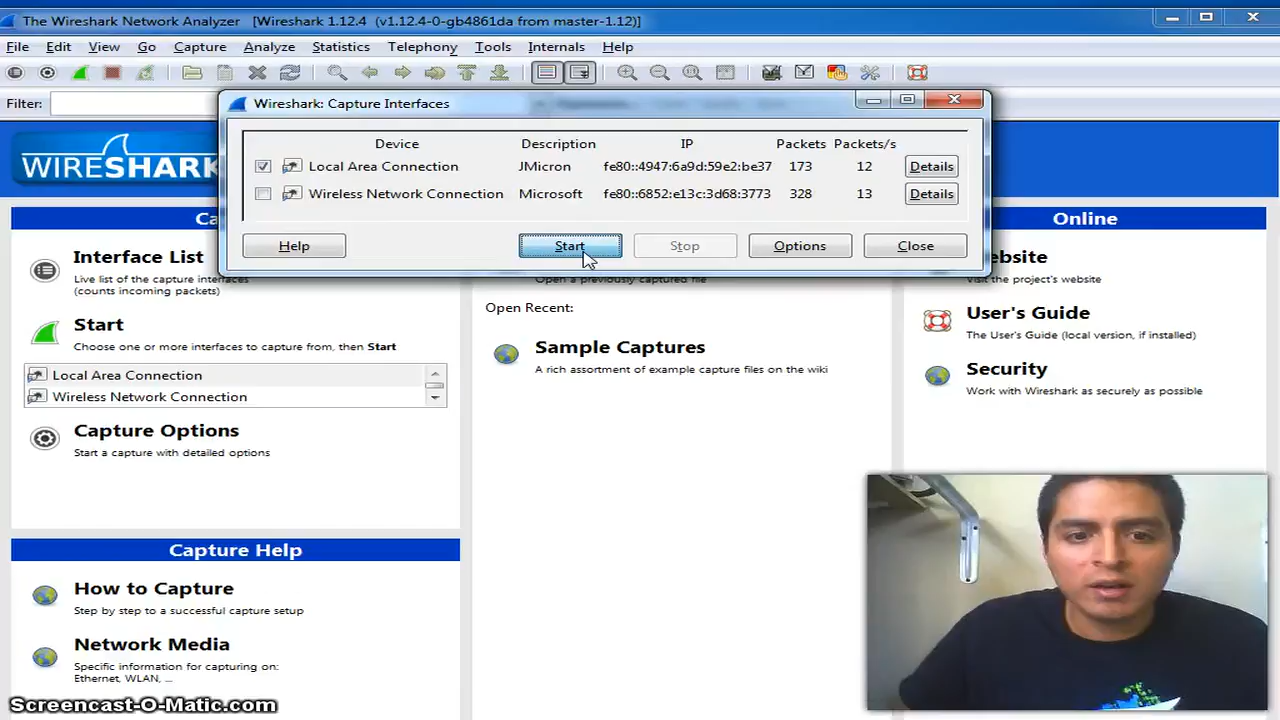 The Wireshark Network Analyzer [Wireshark 1.12.4 (v1.12.4-0-gb4861da from master-1.12)]
File Edit View Go Capture Analyze Statistics Telephony Tools Internals Help
Filter:
Wireshark: Capture Interfaces
Device Description IP Packets Packets/s
Local Area Connection JMicron fe80::4947:6a9d:59e2:be37 173 12 Details
Wireless Network Connection Microsoft fe80::6852:e13c:3d68:3773 328 13 Details
Help Start Stop Options Close
WIRESHARK
Ca
Interface List
Live list of the capture interfaces
(counts incoming packets)
Start
Choose one or more interfaces to capture from, then Start
Local Area Connection
Wireless Network Connection
Capture Options
Start a capture with detailed options
Capture Help
How to Capture
Step by step to a successful capture setup
Network Media
Specific information for capturing on:
Ethernet, WLAN, ...
Open a previously captured file
Open Recent:
Sample Captures
A rich assortment of example capture files on the wiki
Online
ebsite
Visit the project's website
User's Guide
The User's Guide (local version, if installed)
Security
Work with Wireshark as securely as possible
Screencast-O-Matic.com